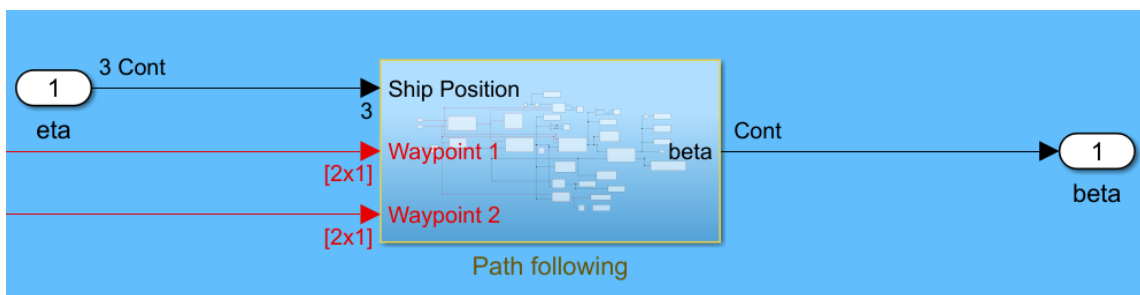 3 Cont
1
eta
Ship Position
3
Waypoint 1
[2x1]
Waypoint 2
[2x1]
beta
Cont
1
beta
Path following